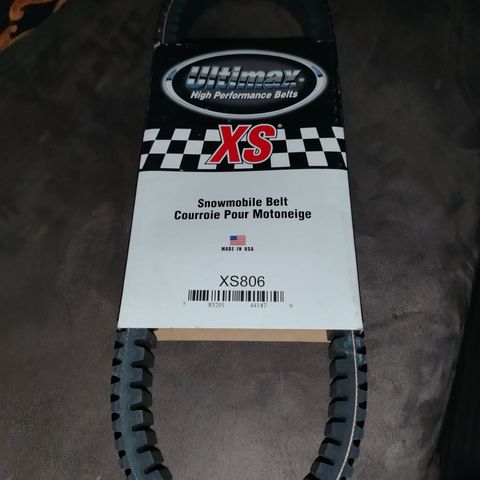 Ultimax®
High Performance Belts
XS®
Snowmobile Belt
Courroie Pour Motoneige
MADE IN USA
XS806
7 85201 44147 9